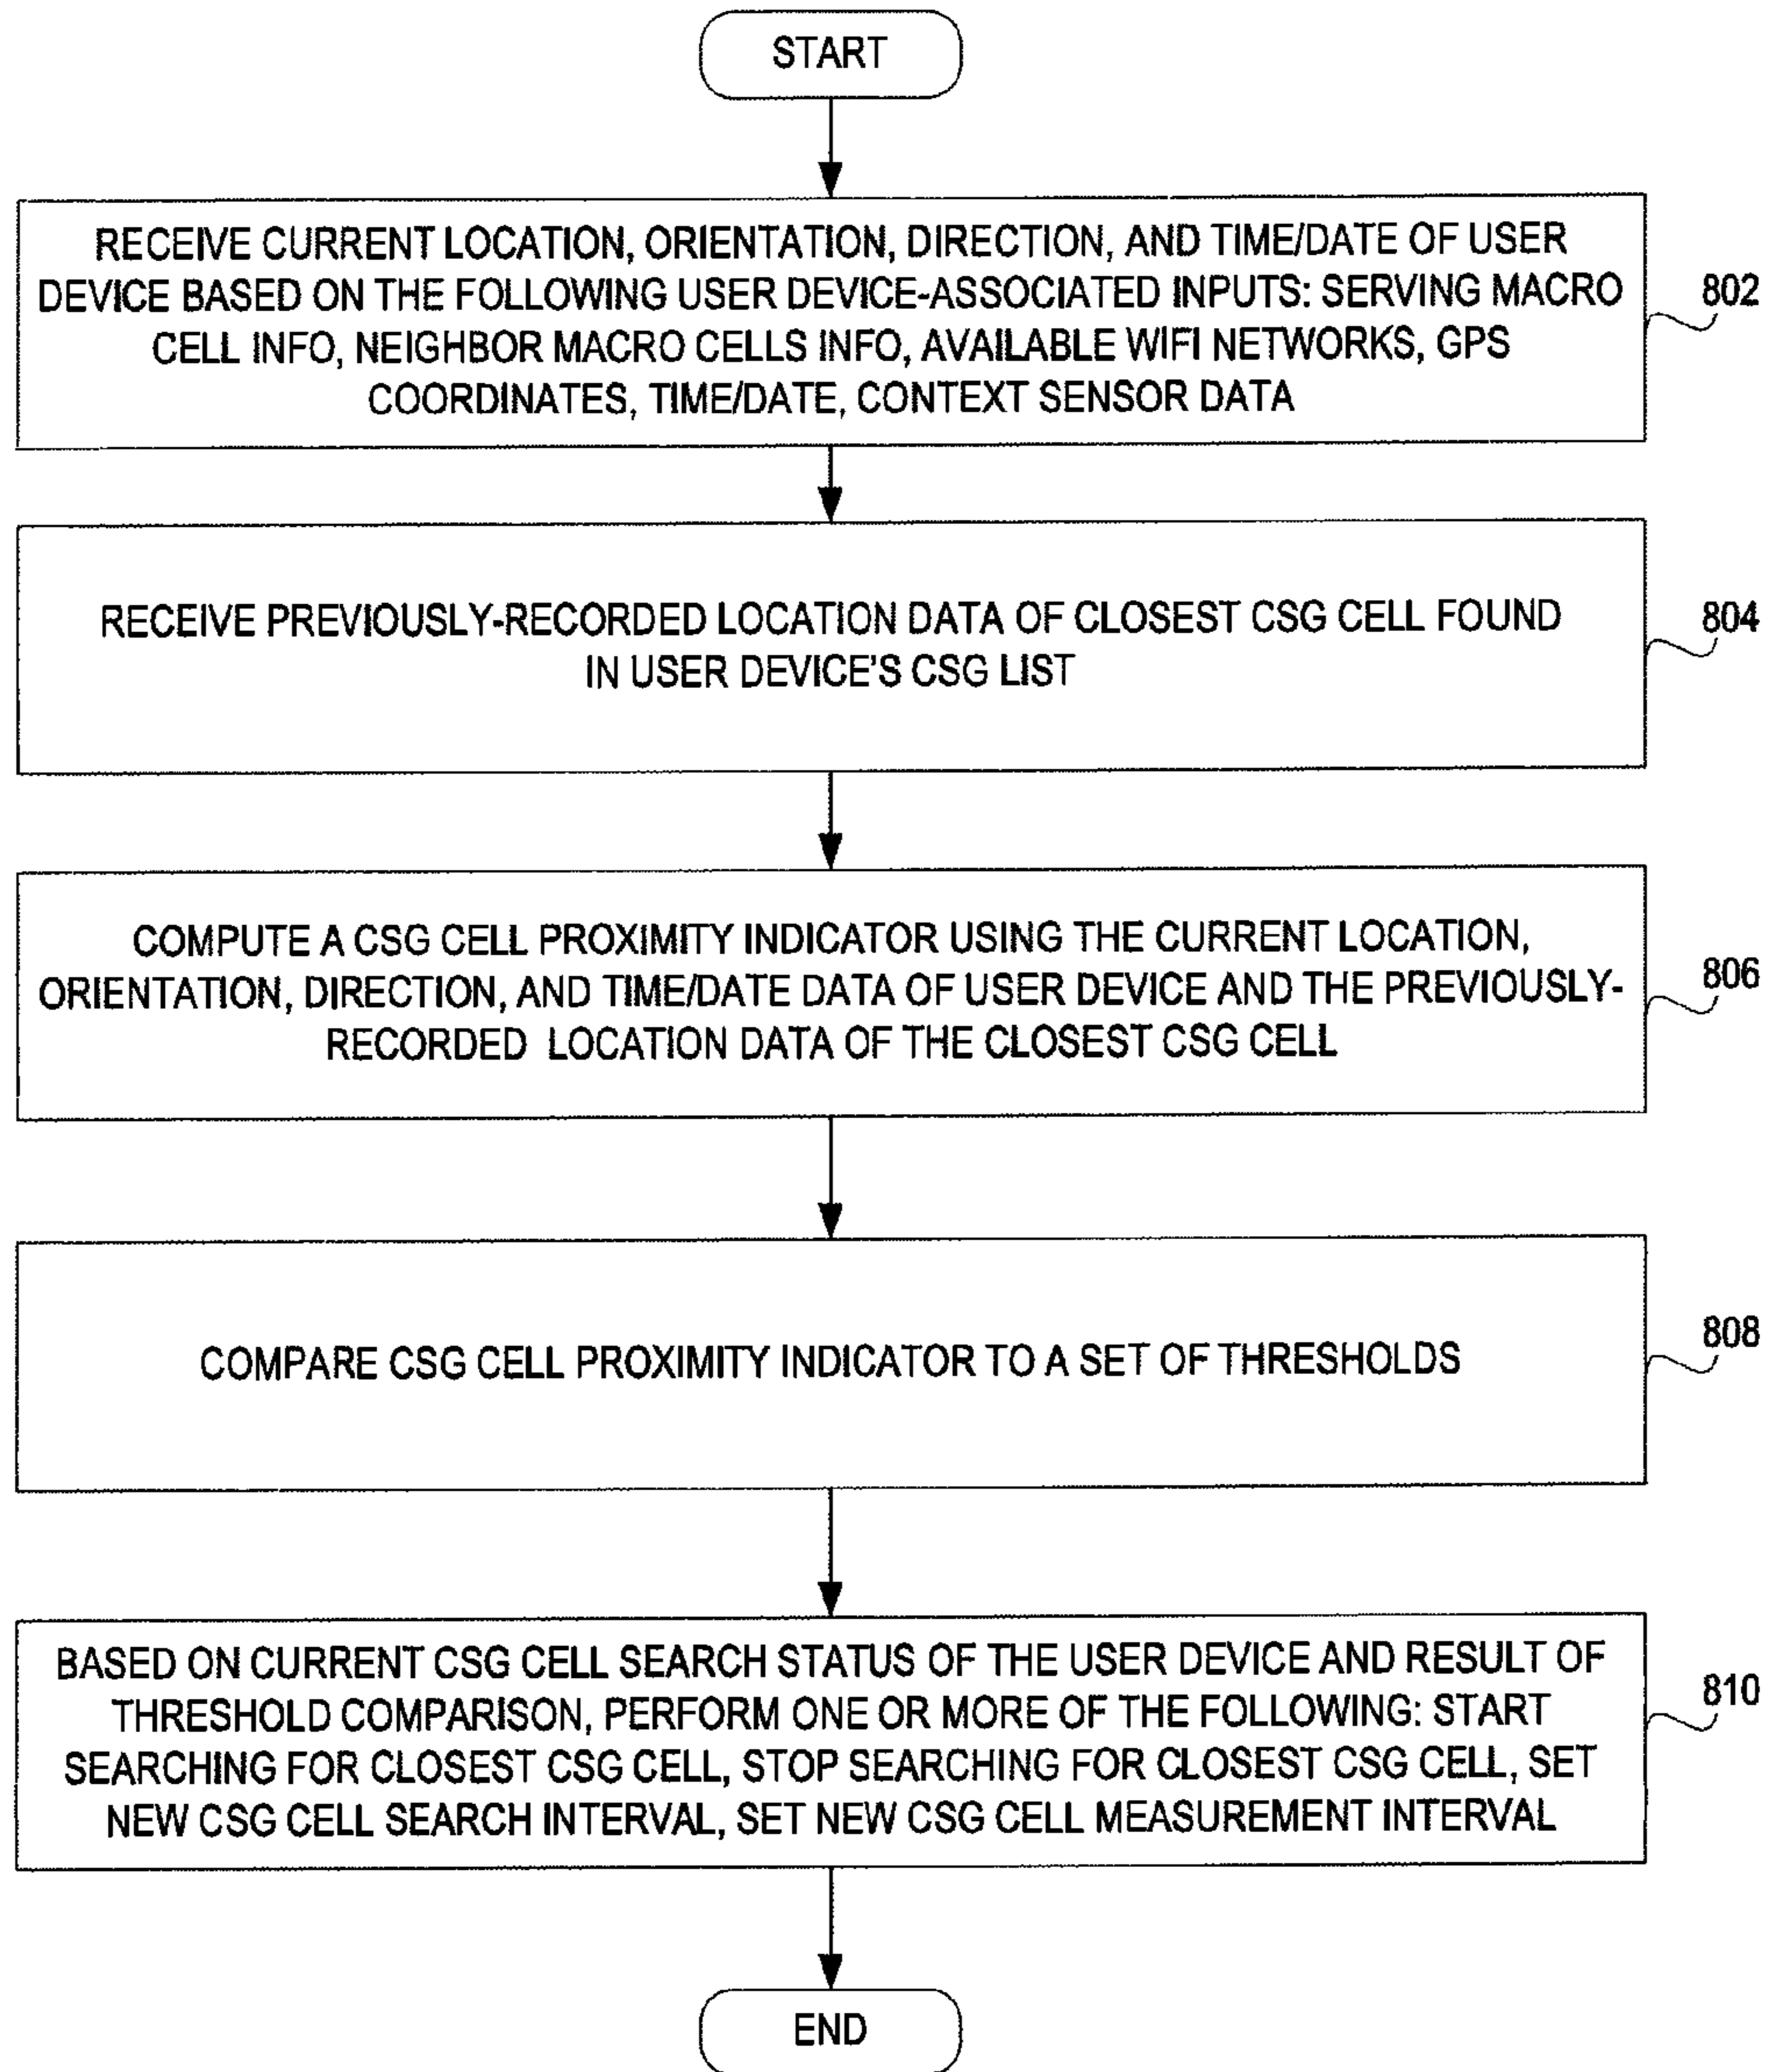 START
RECEIVE CURRENT LOCATION, ORIENTATION, DIRECTION, AND TIME/DATE OF USER
DEVICE BASED ON THE FOLLOWING USER DEVICE-ASSOCIATED INPUTS: SERVING MACRO
CELL INFO, NEIGHBOR MACRO CELLS INFO, AVAILABLE WIFI NETWORKS, GPS
COORDINATES, TIME/DATE, CONTEXT SENSOR DATA
802
RECEIVE PREVIOUSLY-RECORDED LOCATION DATA OF CLOSEST CSG CELL FOUND
IN USER DEVICE'S CSG LIST
804
COMPUTE A CSG CELL PROXIMITY INDICATOR USING THE CURRENT LOCATION,
ORIENTATION, DIRECTION, AND TIME/DATE DATA OF USER DEVICE AND THE PREVIOUSLY-
RECORDED LOCATION DATA OF THE CLOSEST CSG CELL
806
COMPARE CSG CELL PROXIMITY INDICATOR TO A SET OF THRESHOLDS
808
BASED ON CURRENT CSG CELL SEARCH STATUS OF THE USER DEVICE AND RESULT OF
THRESHOLD COMPARISON, PERFORM ONE OR MORE OF THE FOLLOWING: START
SEARCHING FOR CLOSEST CSG CELL, STOP SEARCHING FOR CLOSEST CSG CELL, SET
NEW CSG CELL SEARCH INTERVAL, SET NEW CSG CELL MEASUREMENT INTERVAL
810
END